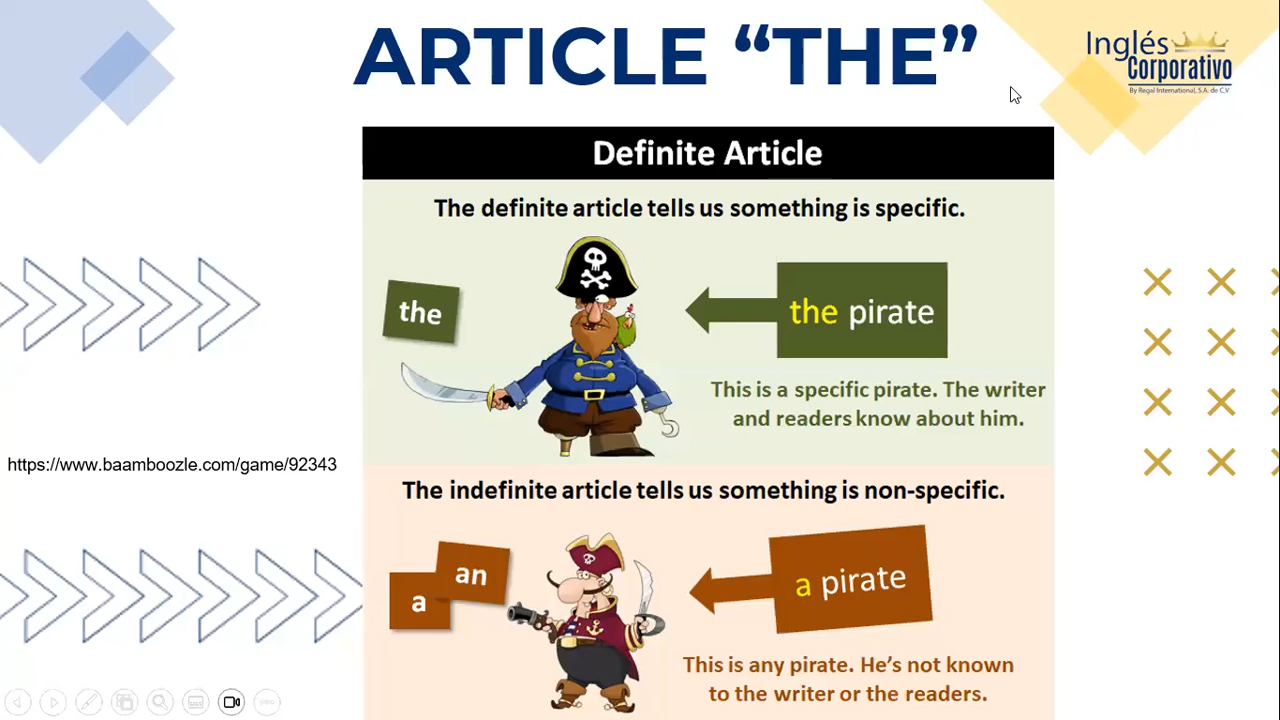 ARTICLE “THE”
Inglés
Corporativo
By Regal International, S.A. de C.V
Definite Article
The definite article tells us something is specific.
the
the pirate
This is a specific pirate. The writer
and readers know about him.
https://www.baamboozle.com/game/92343
The indefinite article tells us something is non-specific.
an
a
a pirate
This is any pirate. He’s not known
to the writer or the readers.